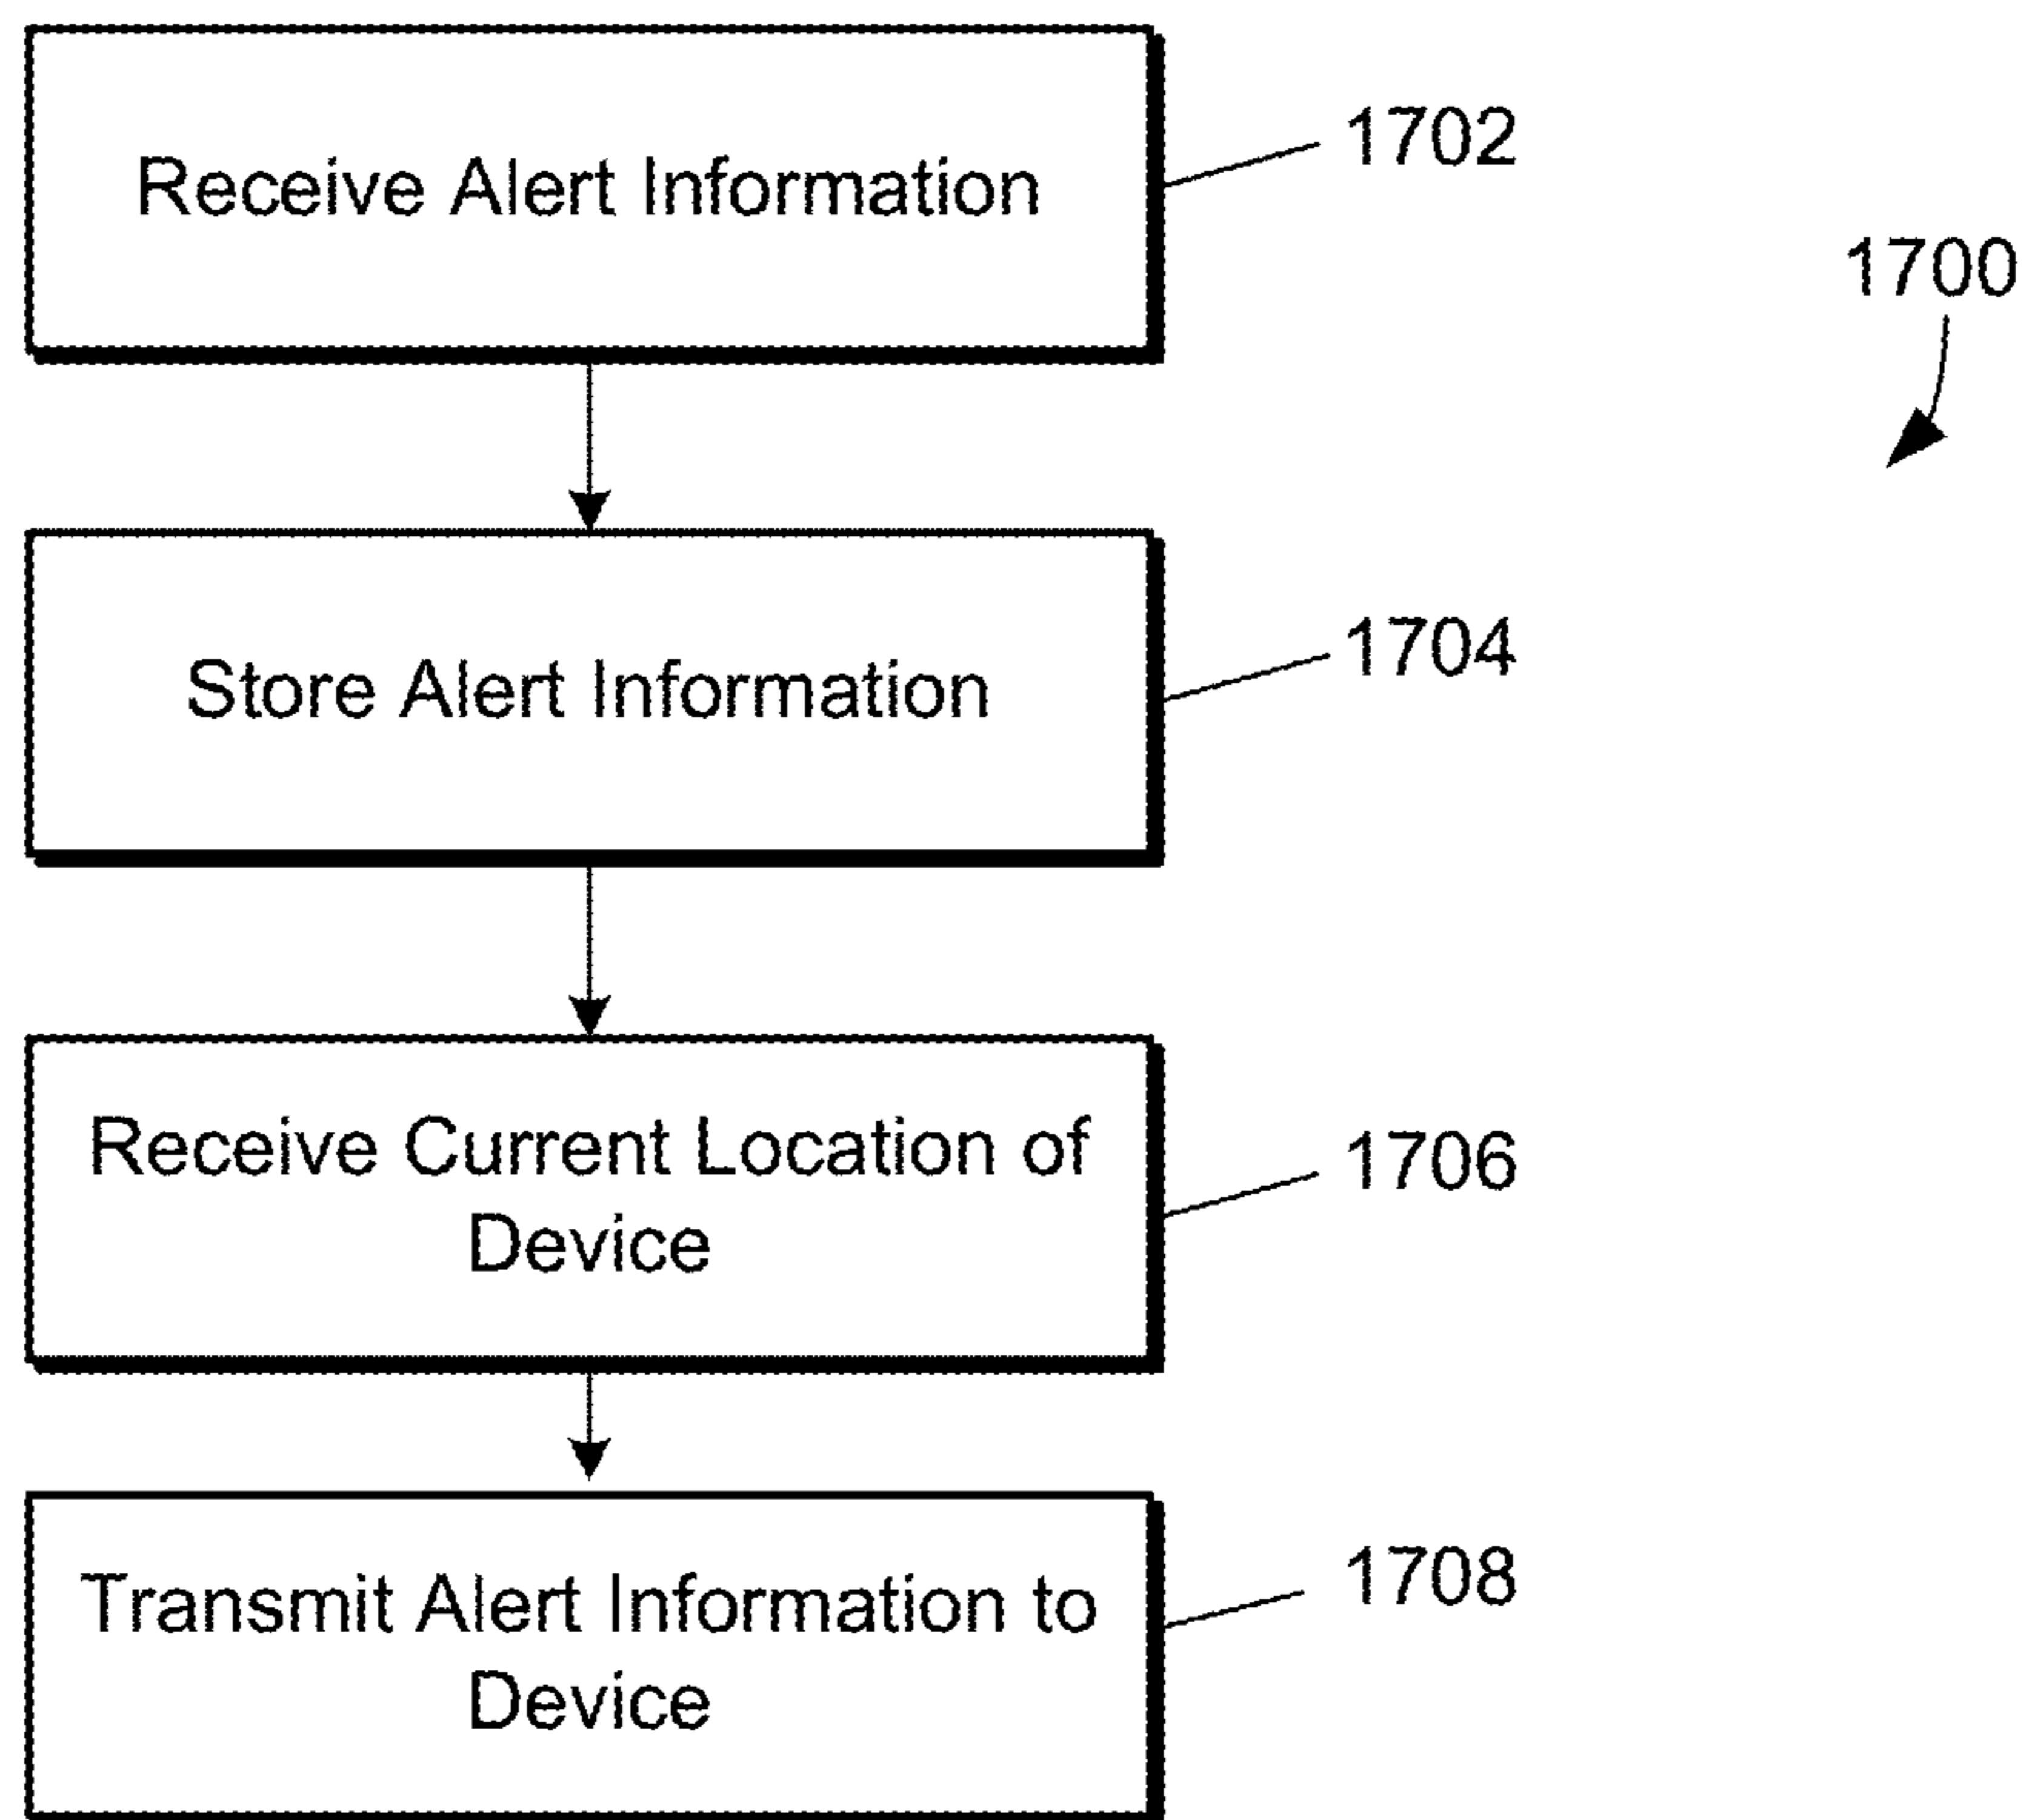 Receive Alert Information
1702
1700
Store Alert Information
1704
Receive Current Location of
Device
1706
Transmit Alert Information to
Device
1708